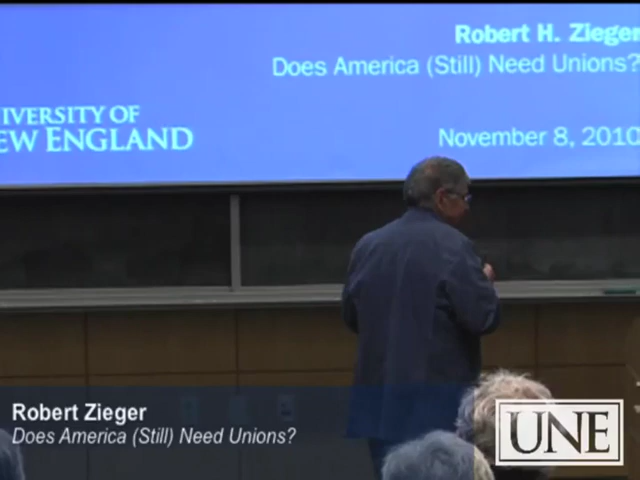 Robert H. Zieger
Does America (Still) Need Unions?
IVERSITY OF
EW ENGLAND
November 8, 2010
Robert Zieger
Does America (Still) Need Unions?
UNE